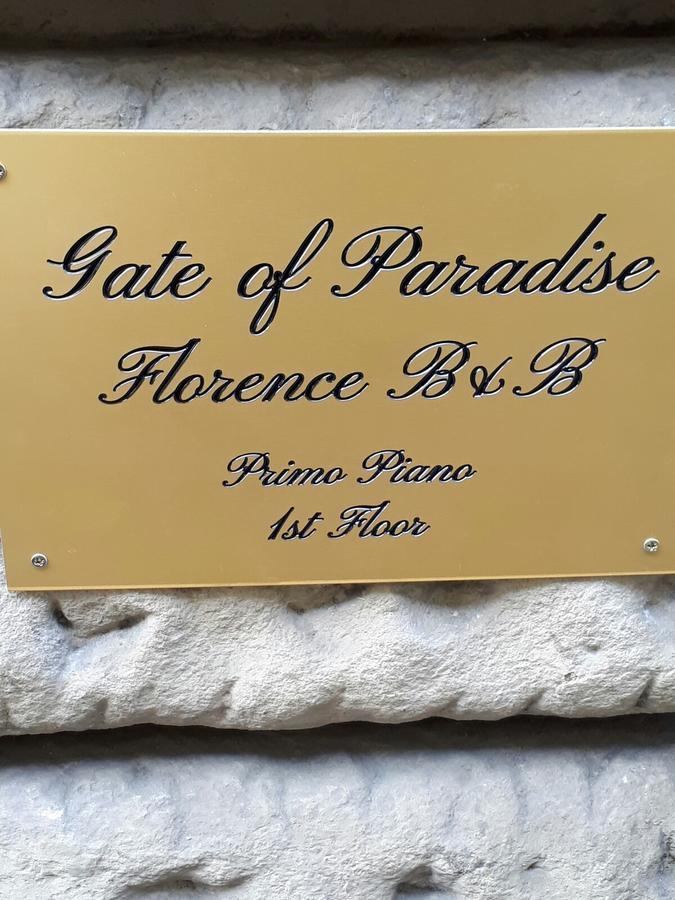 Gate of Paradise
Florence B&B
Primo Piano
1st Floor